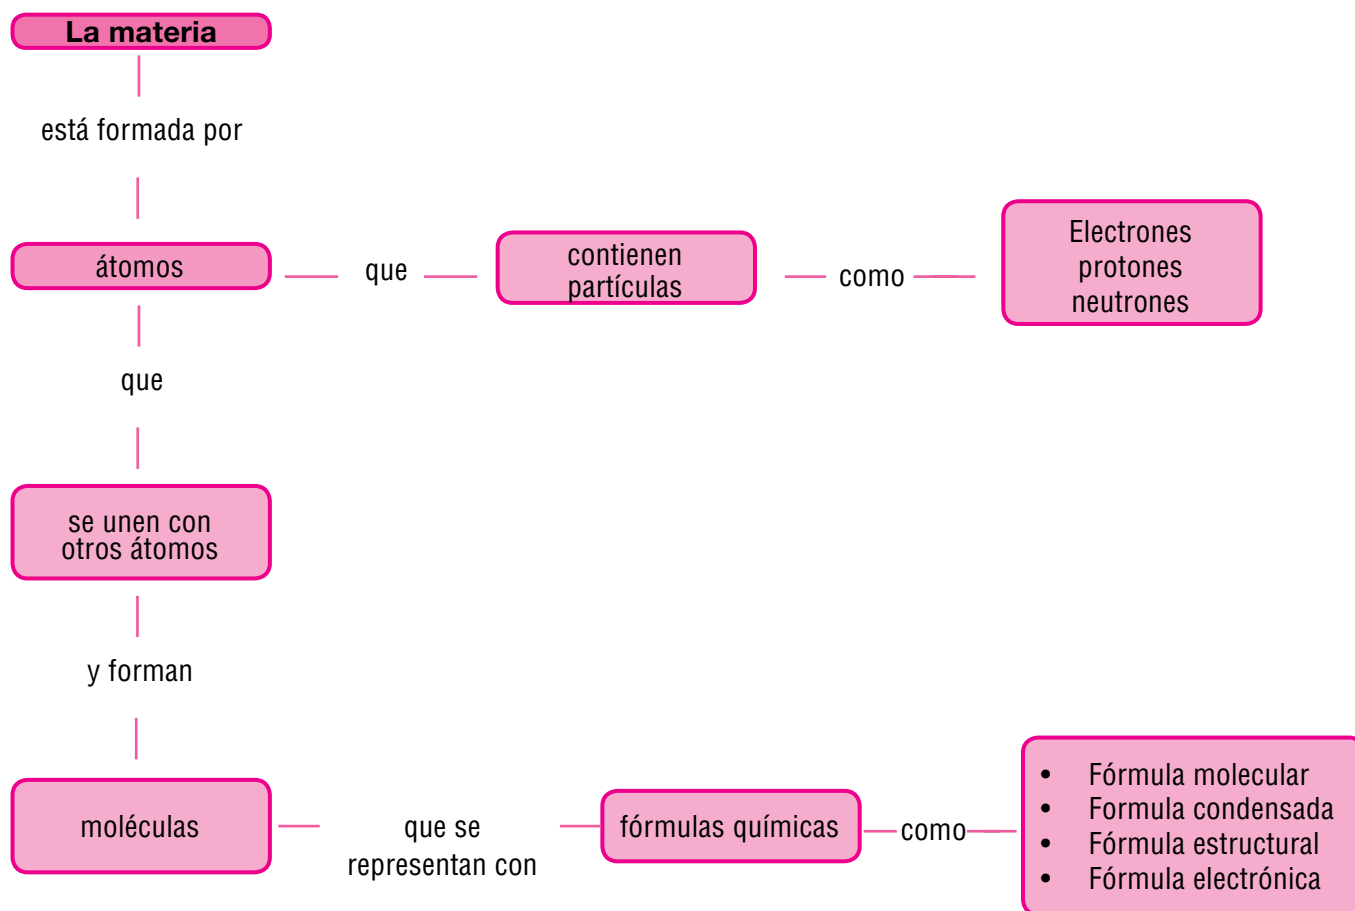 La materia
está formada por
átomos
que
contienen
partículas
como
Electrones
protones
neutrones
que
se unen con
otros átomos
y forman
moléculas
que se
representan con
fórmulas químicas
como
• Fórmula molecular
• Formula condensada
• Fórmula estructural
• Fórmula electrónica